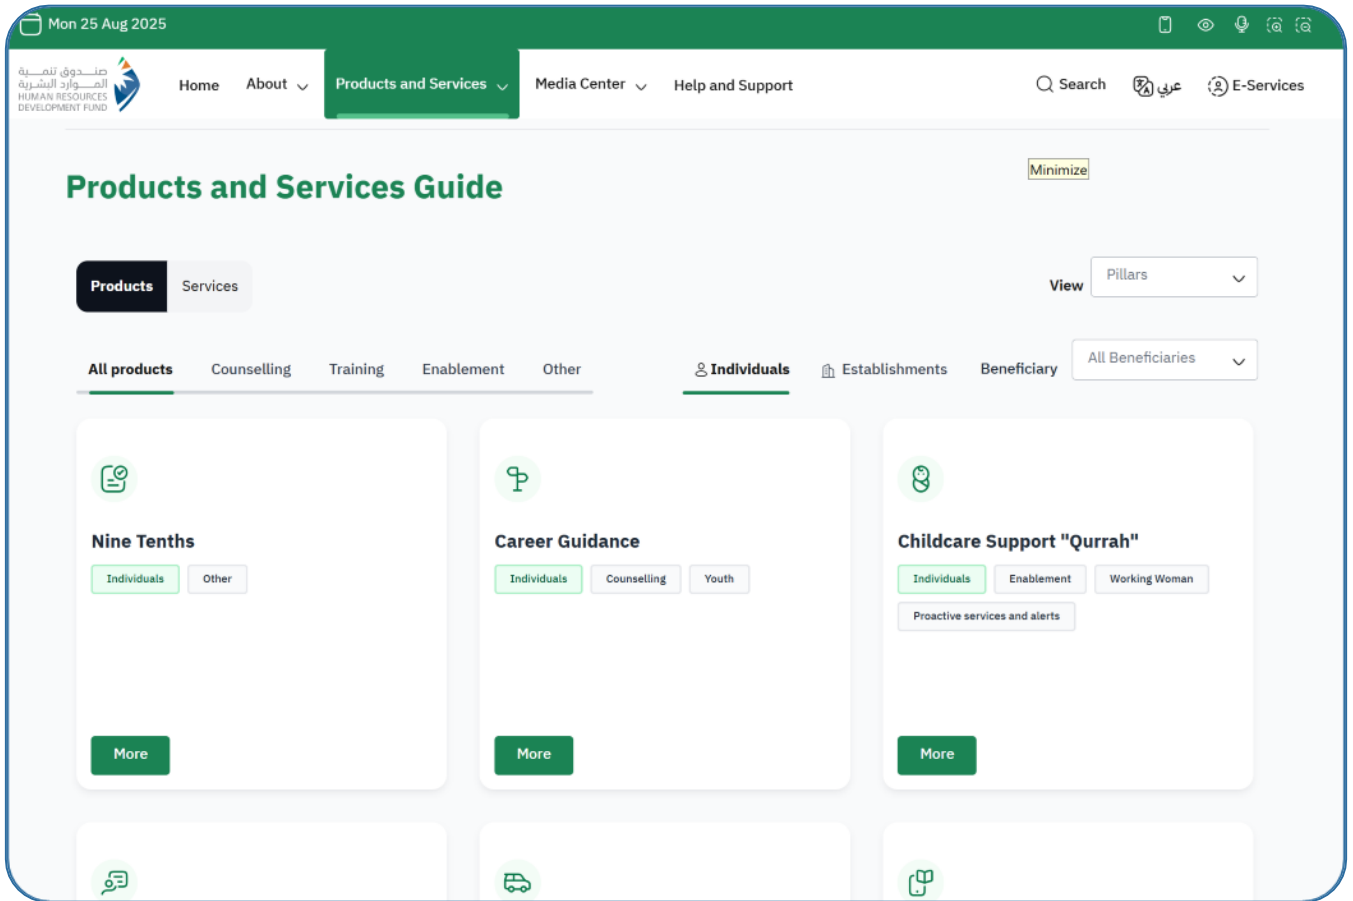 Mon 25 Aug 2025
صندوق تنمية
الموارد البشرية
HUMAN RESOURCES
DEVELOPMENT FUND
Home
About
Products and Services
Media Center
Help and Support
Search
عربي
E-Services
Minimize
Products and Services Guide
Products
Services
View
Pillars
All products
Counselling
Training
Enablement
Other
Individuals
Establishments
Beneficiary
All Beneficiaries
Nine Tenths
Individuals
Other
More
Career Guidance
Individuals
Counselling
Youth
More
Childcare Support "Qurrah"
Individuals
Enablement
Working Woman
Proactive services and alerts
More